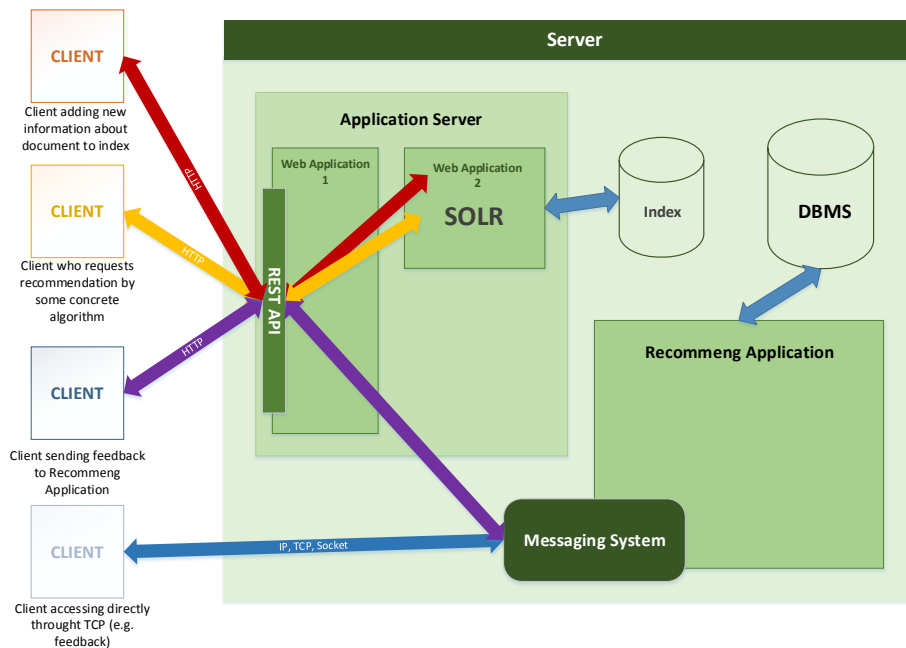 Server
CLIENT
Client adding new
information about
document to index
HTTP
Application Server
Web Application
1
Web Application
2
SOLR
Index
DBMS
CLIENT
Client who requests
recommendation by
some concrete
algorithm
HTTP
REST API
CLIENT
Client sending feedback
to Recommeng
Application
HTTP
Recommeng Application
CLIENT
Client accessing directly
throught TCP (e.g.
feedback)
IP, TCP, Socket
Messaging System